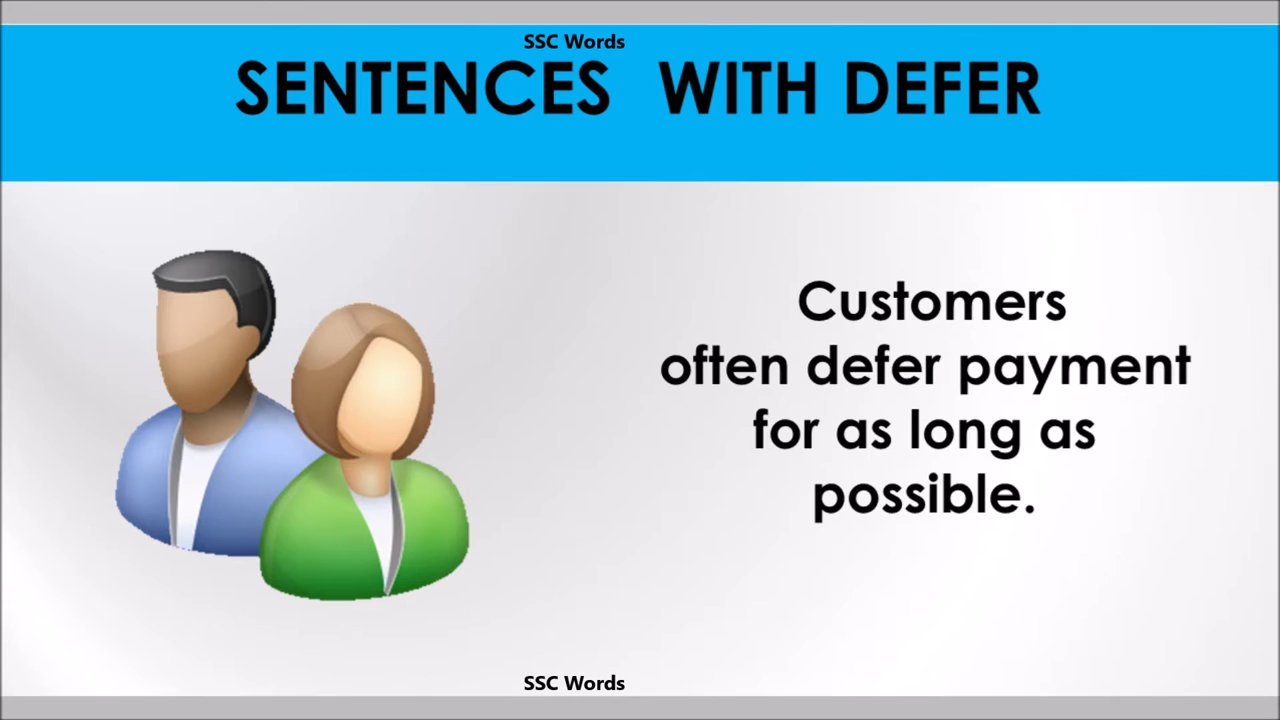 SSC Words
SENTENCES WITH DEFER
Customers
often defer payment
for as long as
possible.
SSC Words